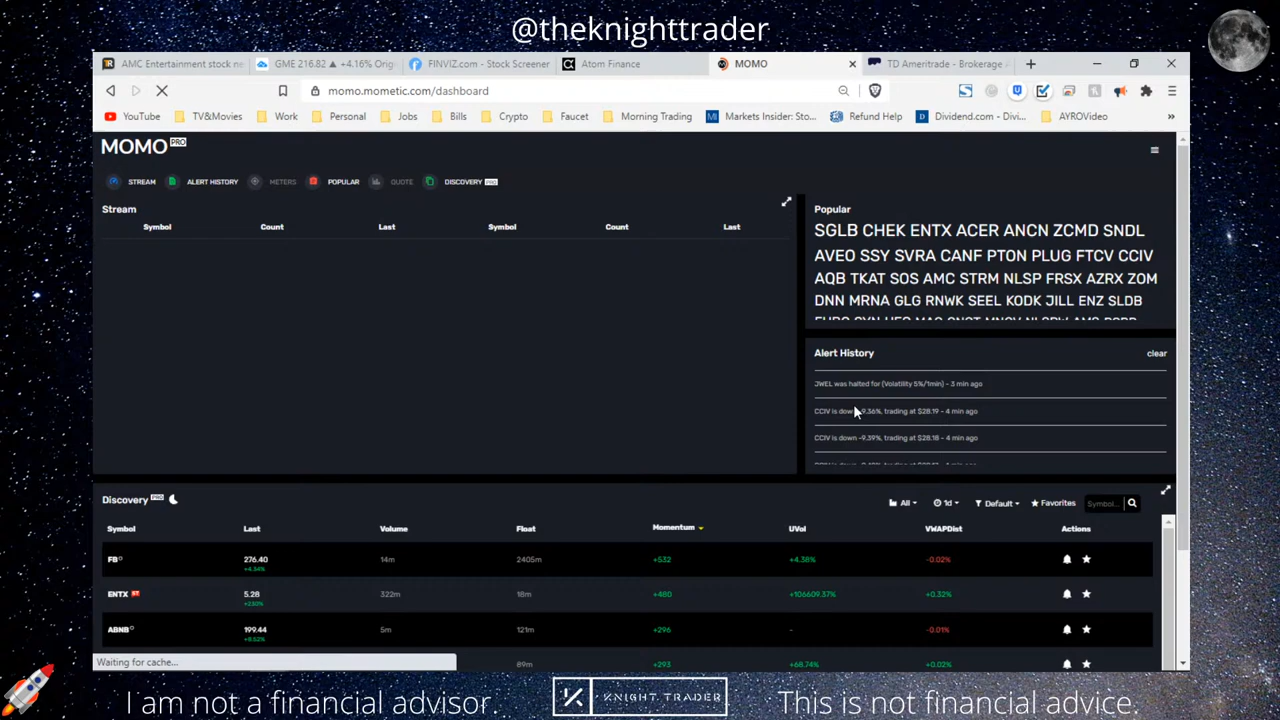 @theknighttrader
AMC Entertainment stock ne
GME 216.82 ▲ +4.16% Orig
FINVIZ.com - Stock Screener
Atom Finance
MOMO
TD Ameritrade - Brokerage A
momo.mometic.com/dashboard
YouTube TV&Movies Work Personal Jobs Bills Crypto Faucet Morning Trading Markets Insider: Sto... Refund Help Dividend.com - Divi... AYROVideo »
MOMO PRO
STREAM ALERT HISTORY METERS POPULAR QUOTE DISCOVERY PRO
Stream
Symbol Count Last Symbol Count Last
Popular
SGLB CHEK ENTX ACER ANCN ZCMD SNDL
AVEO SSY SVRA CANF PTON PLUG FTCV CCIV
AQB TKAT SOS AMC STRM NLSP FRSX AZRX ZOM
DNN MRNA GLG RNWK SEEL KODK JILL ENZ SLDB
Alert History clear
JWEL was halted for (Volatility 5%/1min) - 3 min ago
CCIV is down -9.36%, trading at $28.19 - 4 min ago
CCIV is down -9.39%, trading at $28.18 - 4 min ago
Discovery PRO
All 1d Default Favorites Symbol...
Symbol Last Volume Float Momentum UVol VWAPDist Actions
FB 276.40 14m 2405m +532 +4.38% -0.02%
+4.34%
ENTX 5.28 322m 18m +480 +106609.37% +0.32%
ABNB 199.44 5m 121m +296 - -0.01%
+8.52%
89m +293 +68.74% +0.02%
Waiting for cache...
I am not a financial advisor.
KNIGHT TRADER
This is not financial advice.